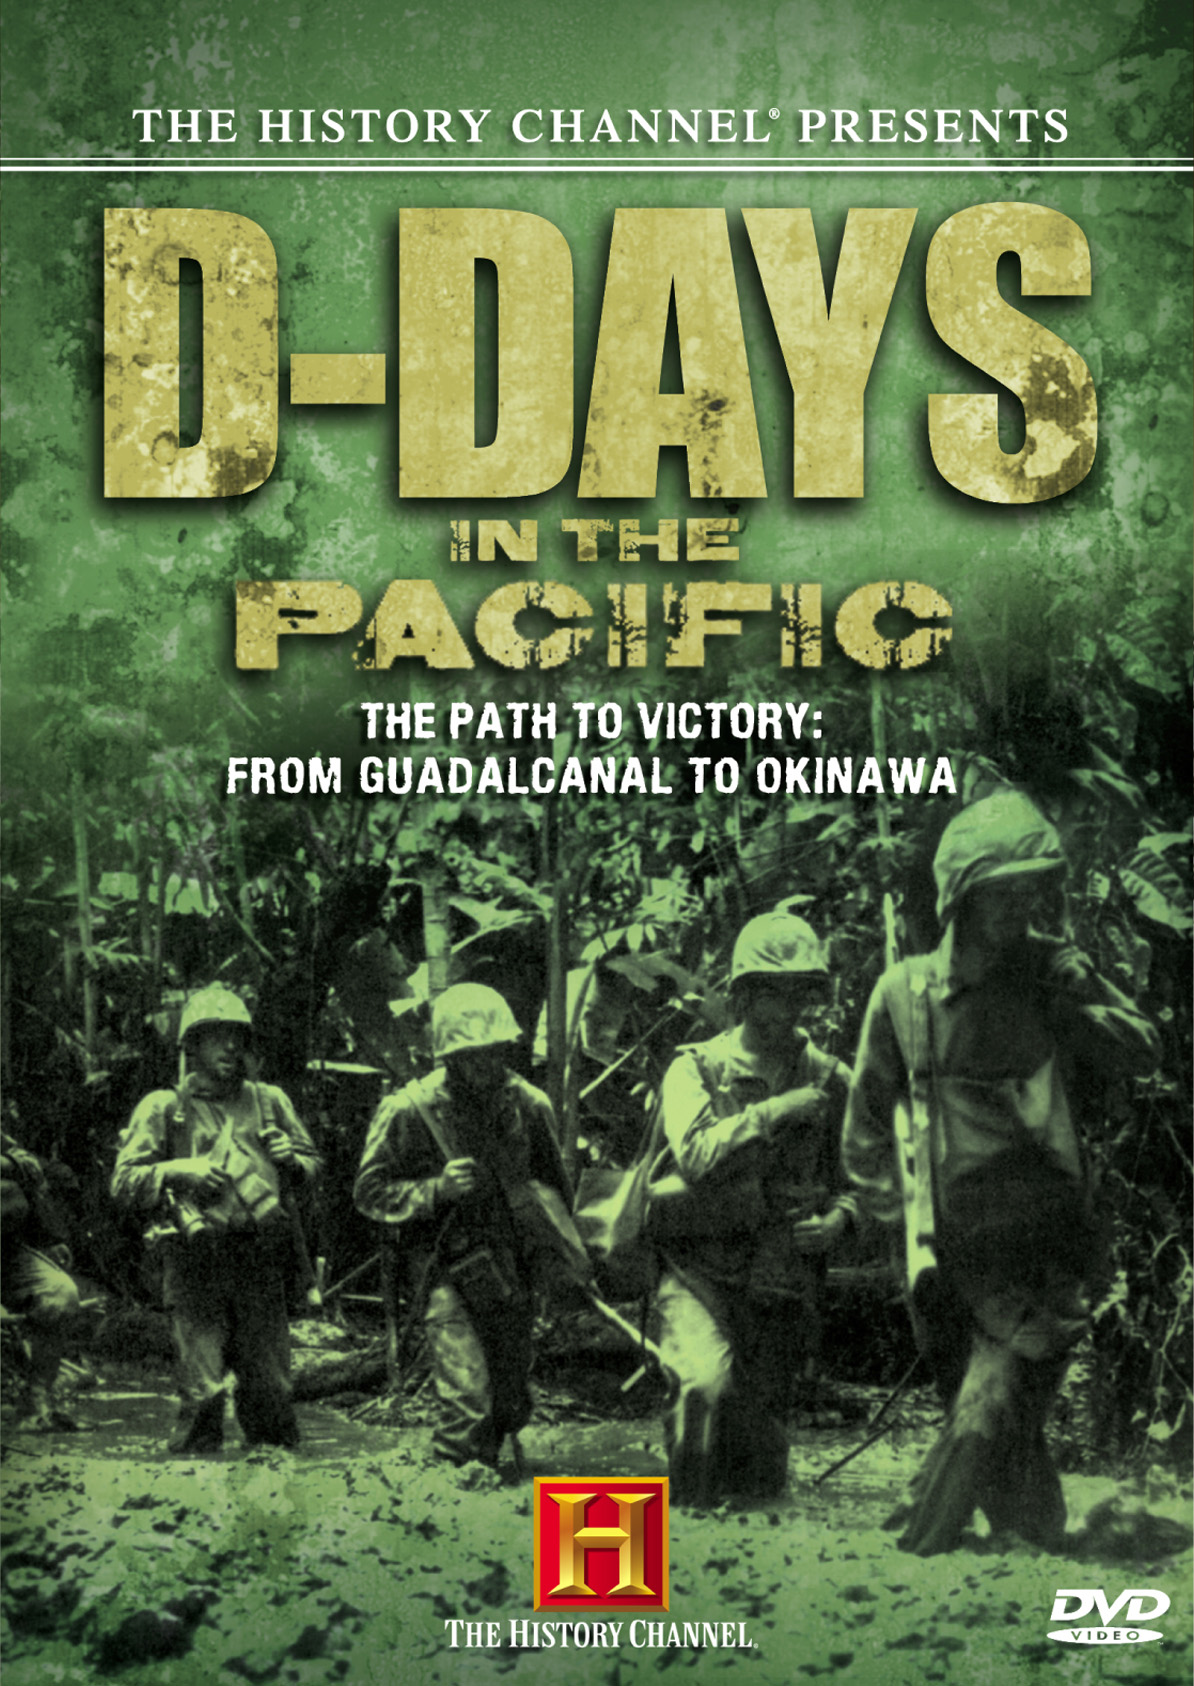 THE HISTORY CHANNEL® PRESENTS
D-DAYS
IN THE
PACIFIC
THE PATH TO VICTORY:
FROM GUADALCANAL TO OKINAWA
H
THE HISTORY CHANNEL.
DVD
VIDEO